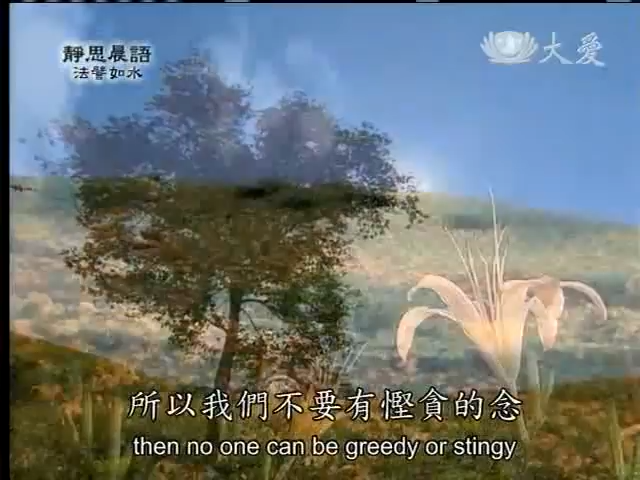 靜思晨語
法譬如水
大愛
所以我們不要有慳貪的念
then no one can be greedy or stingy